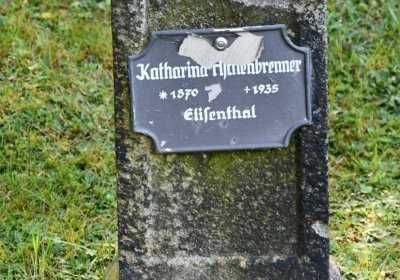 Katharina Aschenbrenner
* 1870 + 1935
Elisenthal